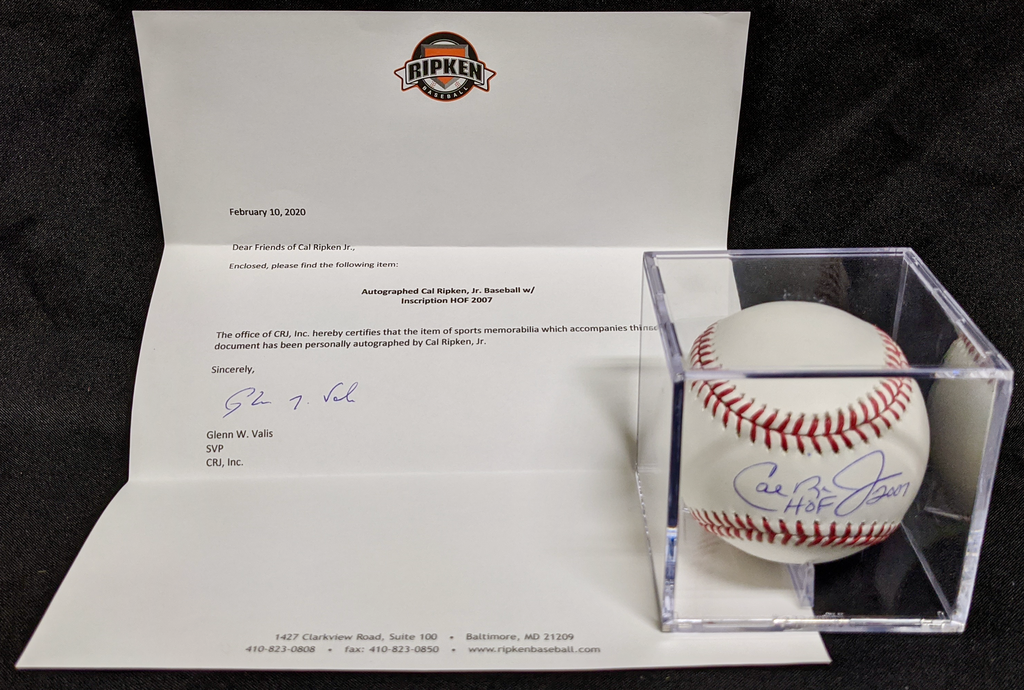 RIPKEN
BASEBALL
February 10, 2020
Dear Friends of Cal Ripken Jr.,
Enclosed, please find the following item:
Autographed Cal Ripken, Jr. Baseball w/
Inscription HOF 2007
The office of CRJ, Inc. hereby certifies that the item of sports memorabilia which accompanies this
document has been personally autographed by Cal Ripken, Jr.
Sincerely,
Glenn W. Valis
SVP
CRJ, Inc.
Cal R Jr
HOF 2007
1427 Clarkview Road, Suite 100 • Baltimore, MD 21209
410-823-0808 • fax: 410-823-0850 • www.ripkenbaseball.com